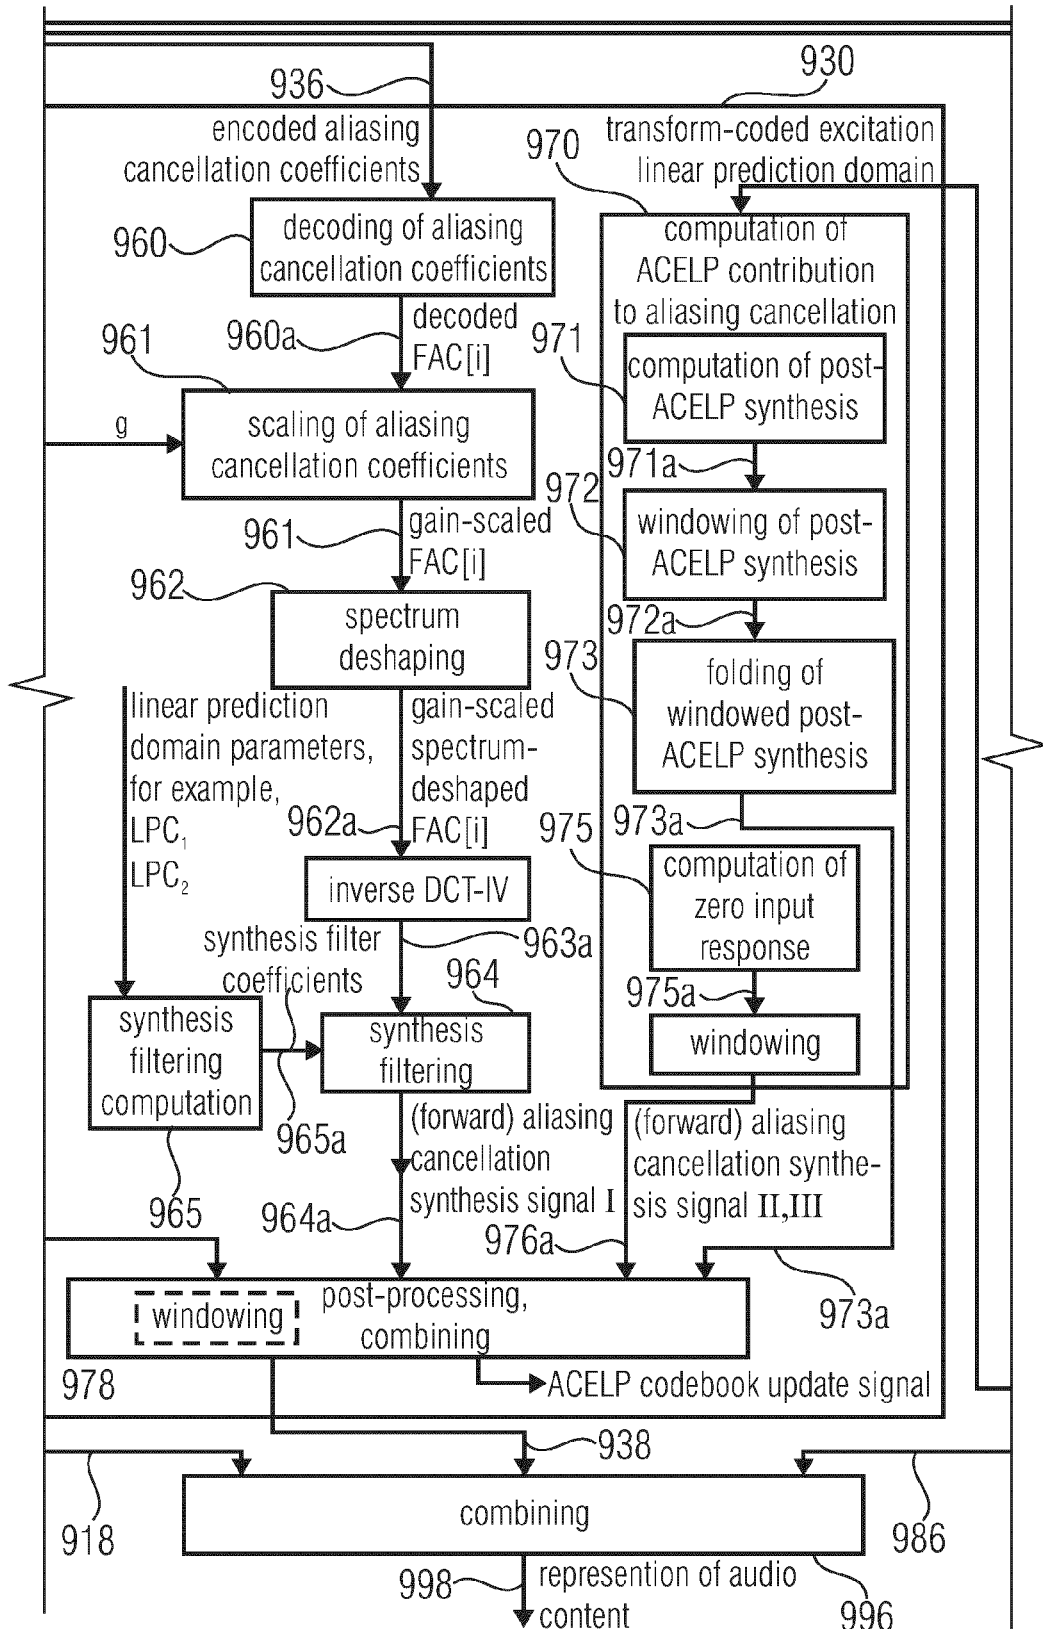 930
936
encoded aliasing
cancellation coefficients
transform-coded excitation
linear prediction domain
970
960
decoding of aliasing
cancellation coefficients
computation of
ACELP contribution
to aliasing cancellation
960a
decoded
FAC[i]
961
971
computation of post-
ACELP synthesis
g
scaling of aliasing
cancellation coefficients
971a
972
windowing of post-
ACELP synthesis
961
gain-scaled
FAC[i]
962
972a
spectrum
deshaping
973
folding of
windowed post-
ACELP synthesis
linear prediction
domain parameters,
for example,
LPC₁
LPC₂
gain-scaled
spectrum-
deshaped
FAC[i]
962a
973a
975
computation of
zero input
response
inverse DCT-IV
963a
synthesis filter
coefficients
964
975a
windowing
synthesis
filtering
computation
synthesis
filtering
965a
965
(forward) aliasing
cancellation
synthesis signal I
964a
(forward) aliasing
cancellation synthe-
sis signal II,III
976a
973a
windowing
post-processing,
combining
978
ACELP codebook update signal
938
918
986
combining
998
996
represention of audio
content